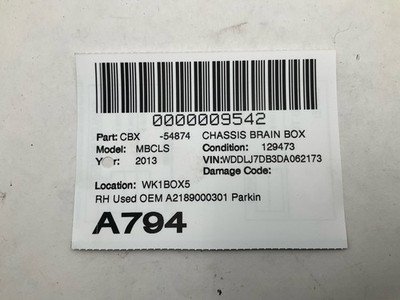 0000009542
Part: CBX -54874 CHASSIS BRAIN BOX
Model: MBCLS Condition: 129473
Year: 2013 VIN:WDDLJ7DB3DA062173
Damage Code:
Location: WK1BOX5
RH Used OEM A2189000301 Parkin
A794